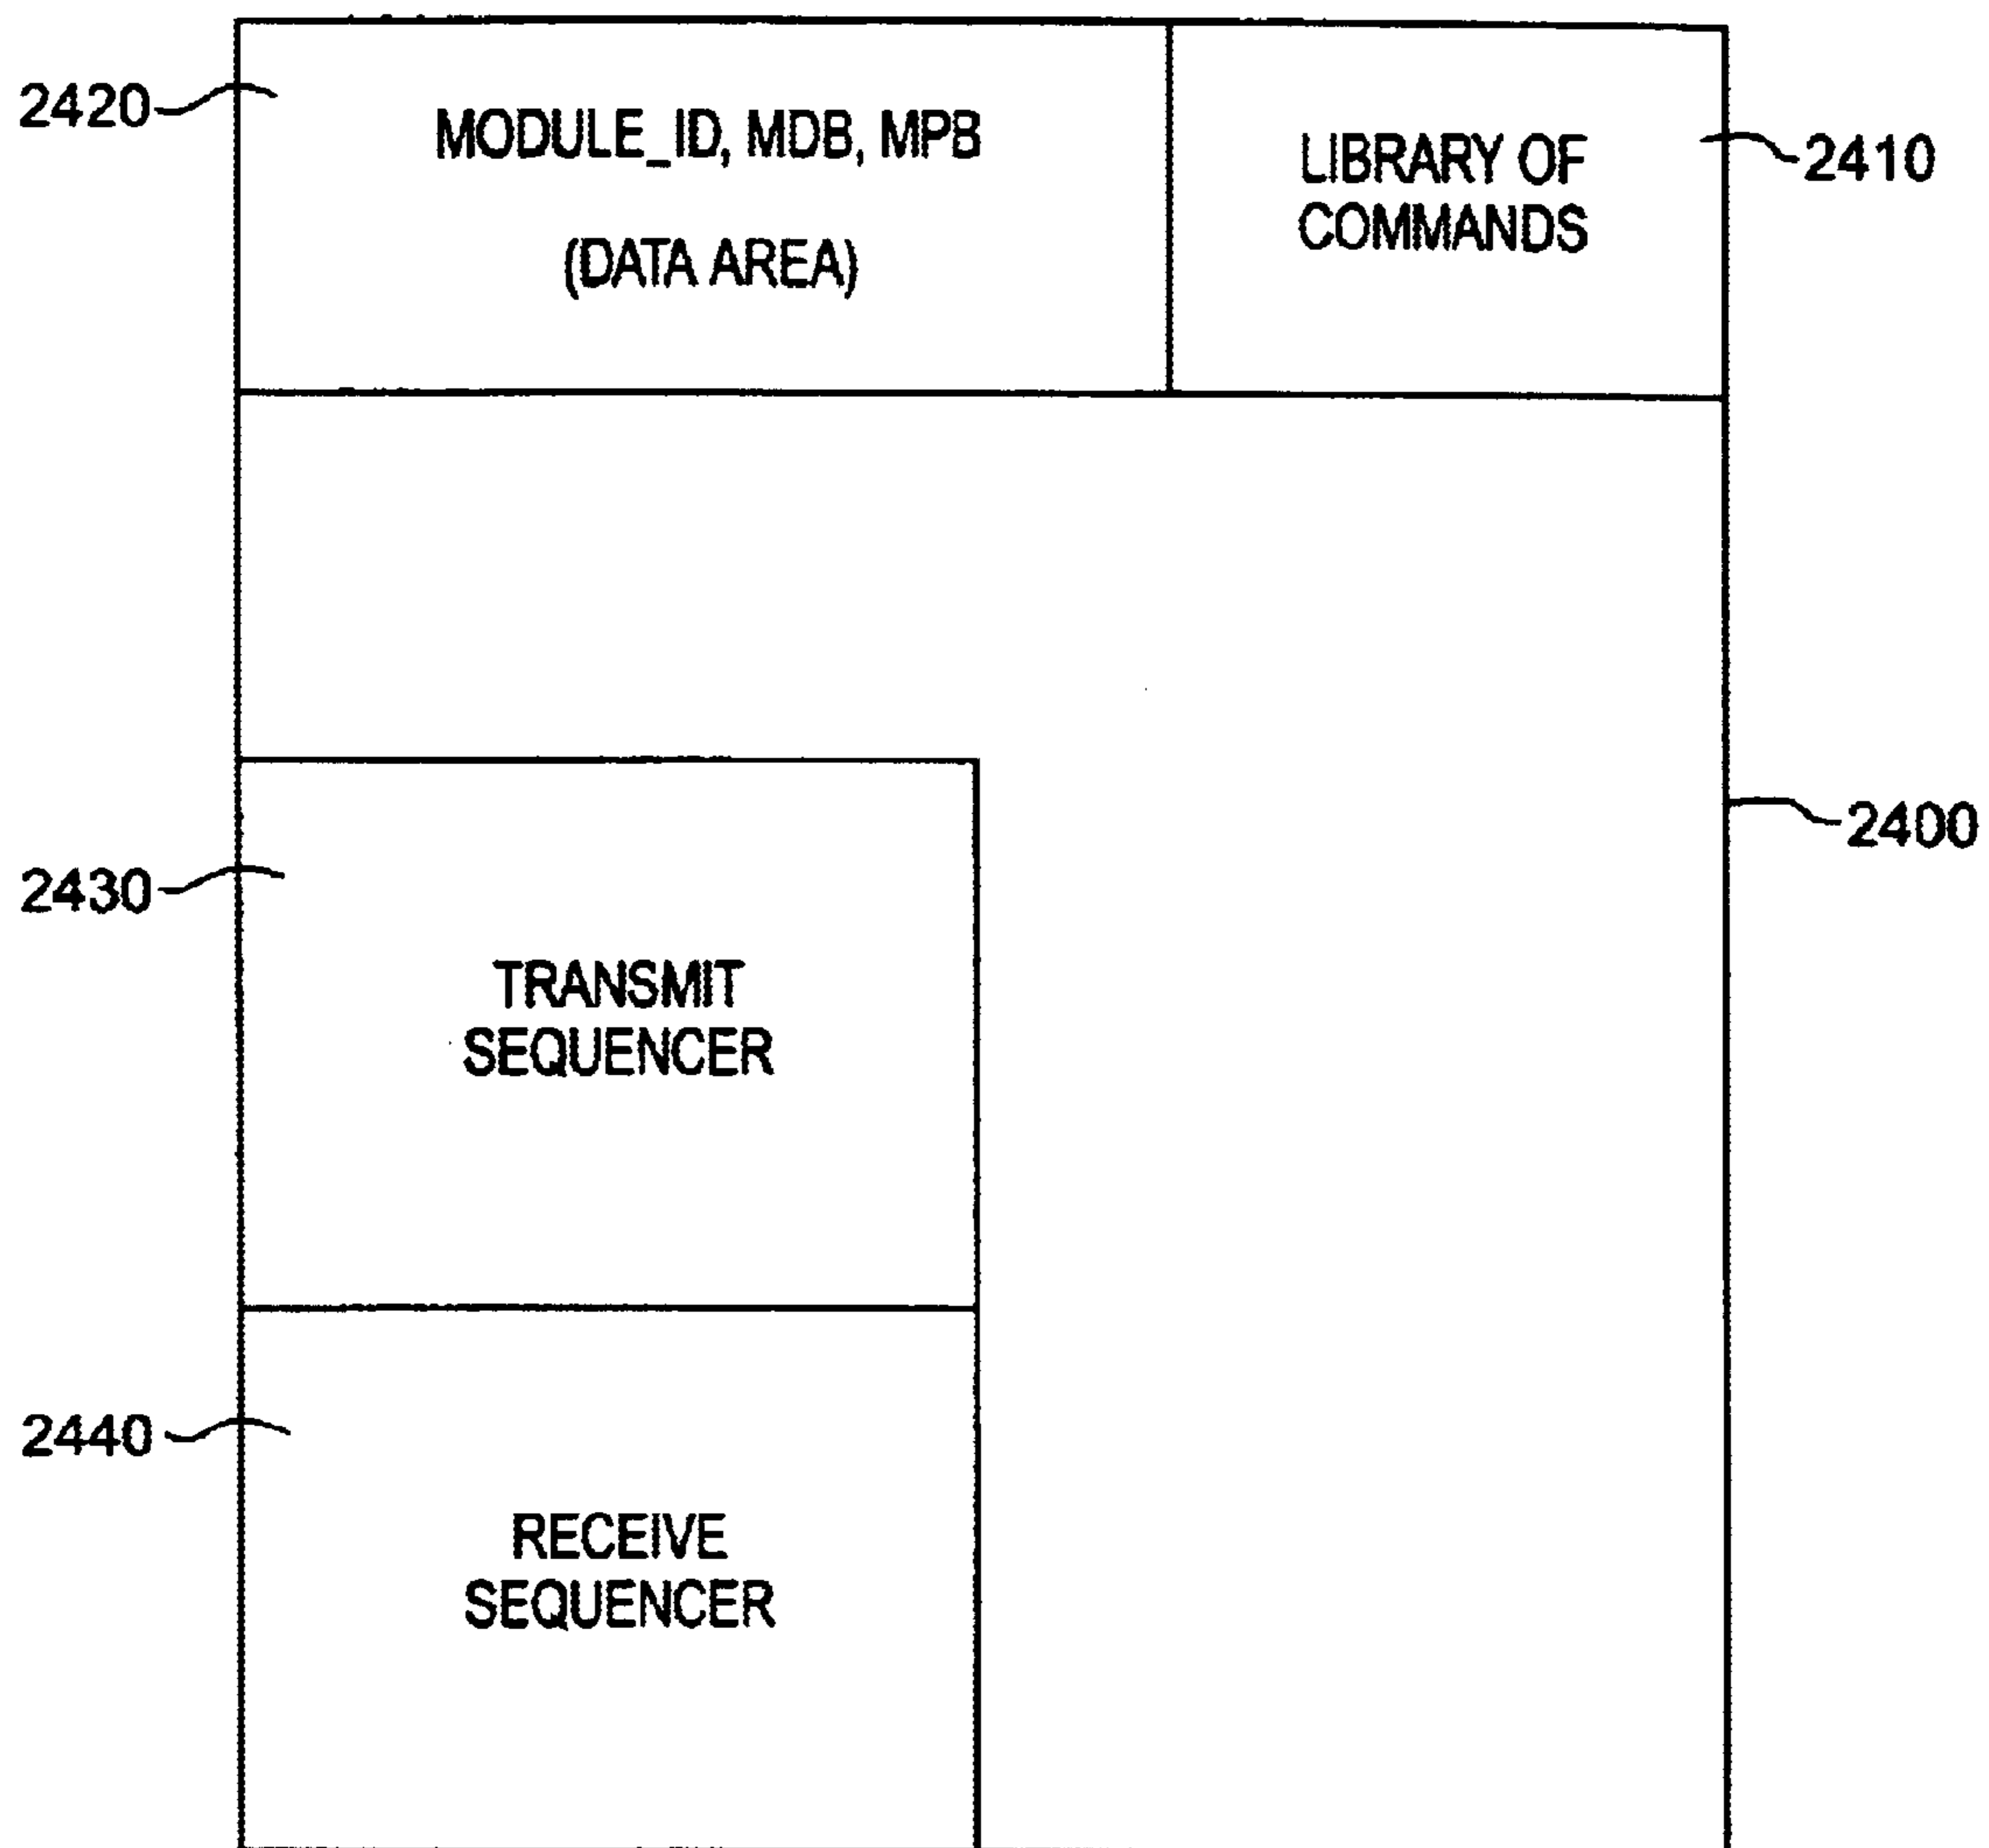 2420
MODULE_ID, MDB, MPB
(DATA AREA)
LIBRARY OF
COMMANDS
2410
2400
2430
TRANSMIT
SEQUENCER
2440
RECEIVE
SEQUENCER